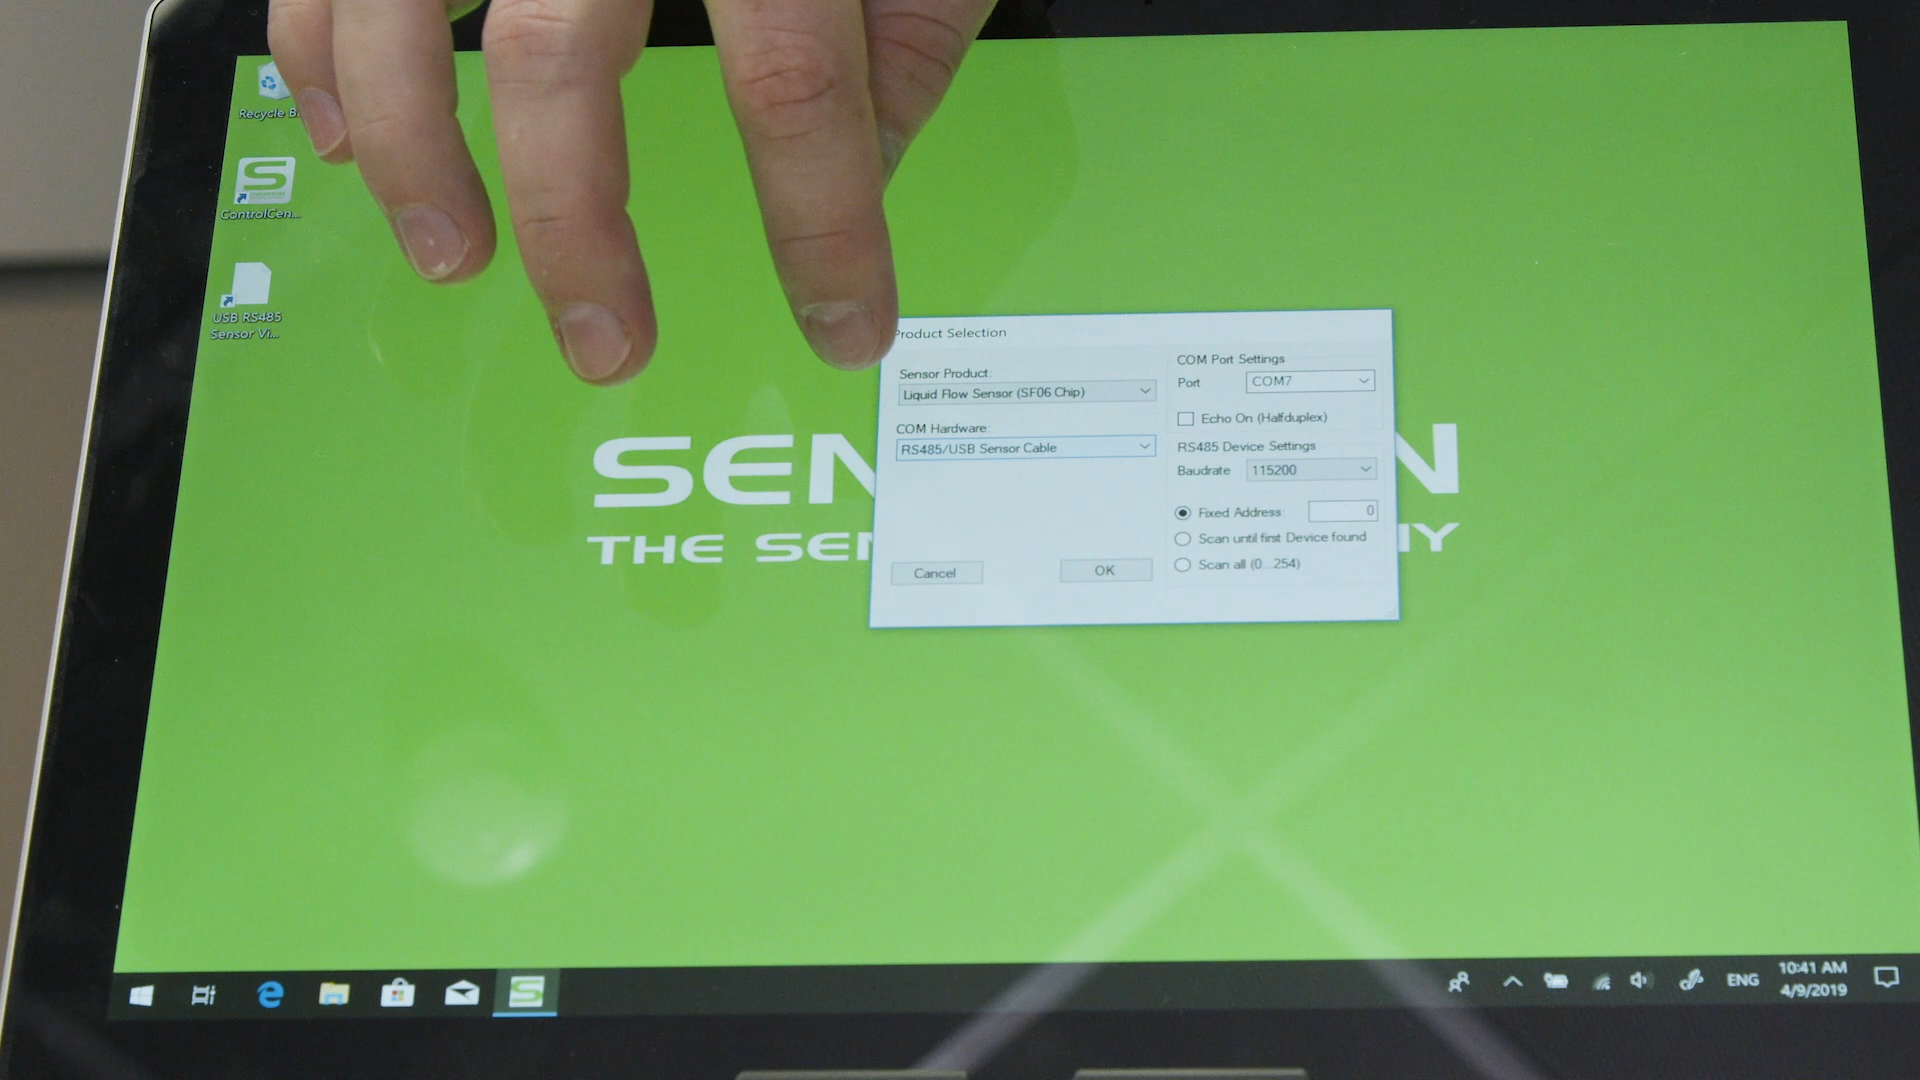 Recycle B
ControlCen...
USB RS485
Sensor Vi...
Product Selection
Sensor Product:
Liquid Flow Sensor (SF06 Chip)
COM Hardware:
RS485/USB Sensor Cable
Cancel
OK
COM Port Settings
Port
COM7
Echo On (Halfduplex)
RS485 Device Settings
Baudrate
115200
Fixed Address:
0
Scan until first Device found
Scan all (0...254)
SEN N
THE SEN NY
ENG
10:41 AM
4/9/2019